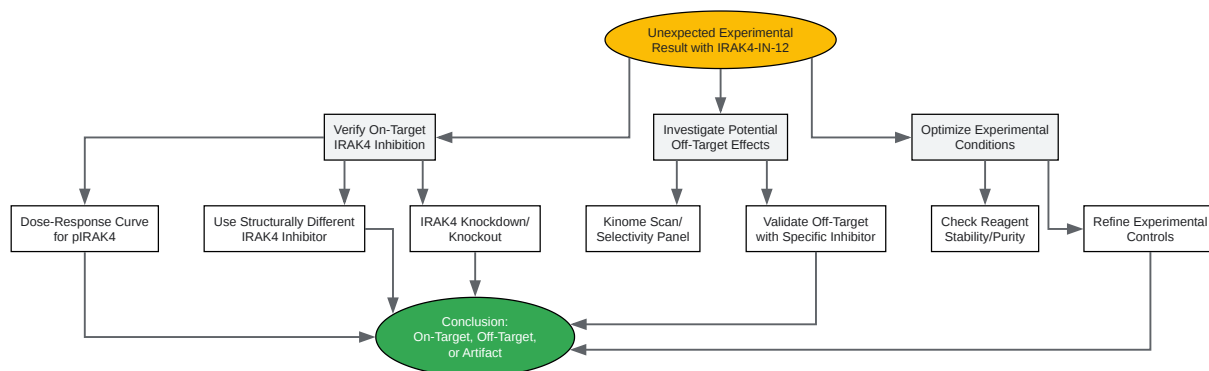 Unexpected Experimental
Result with IRAK4-IN-12
Verify On-Target
IRAK4 Inhibition
Investigate Potential
Off-Target Effects
Optimize Experimental
Conditions
Dose-Response Curve
for pIRAK4
Use Structurally Different
IRAK4 Inhibitor
IRAK4 Knockdown/
Knockout
Kinome Scan/
Selectivity Panel
Validate Off-Target
with Specific Inhibitor
Check Reagent
Stability/Purity
Refine Experimental
Controls
Conclusion:
On-Target, Off-Target,
or Artifact